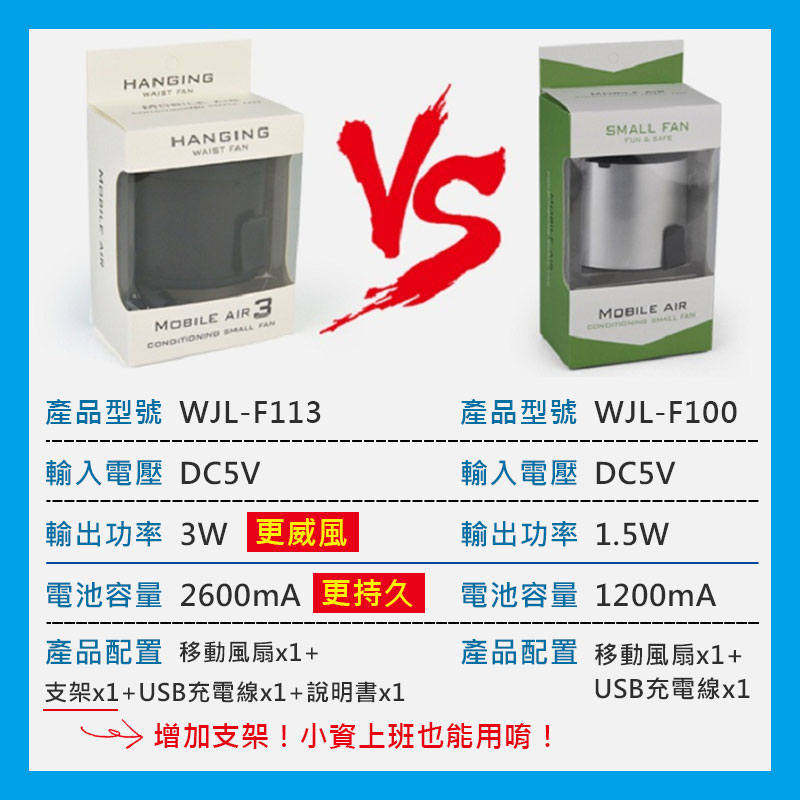 HANGING
WAIST FAN
HANGING
WAIST FAN
MOBILE AIR
MOBILE AIR 3
CONDITIONING SMALL FAN
VS
MOBILE AIR
SMALL FAN
FUN & SAFE
MOBILE AIR
MOBILE AIR
CONDITIONING SMALL FAN
產品型號 WJL-F113
輸入電壓 DC5V
輸出功率 3W 更威風
電池容量 2600mA 更持久
產品配置 移動風扇x1+
支架x1+USB充電線x1+說明書x1
增加支架！小資上班也能用唷！
產品型號 WJL-F100
輸入電壓 DC5V
輸出功率 1.5W
電池容量 1200mA
產品配置 移動風扇x1+
USB充電線x1